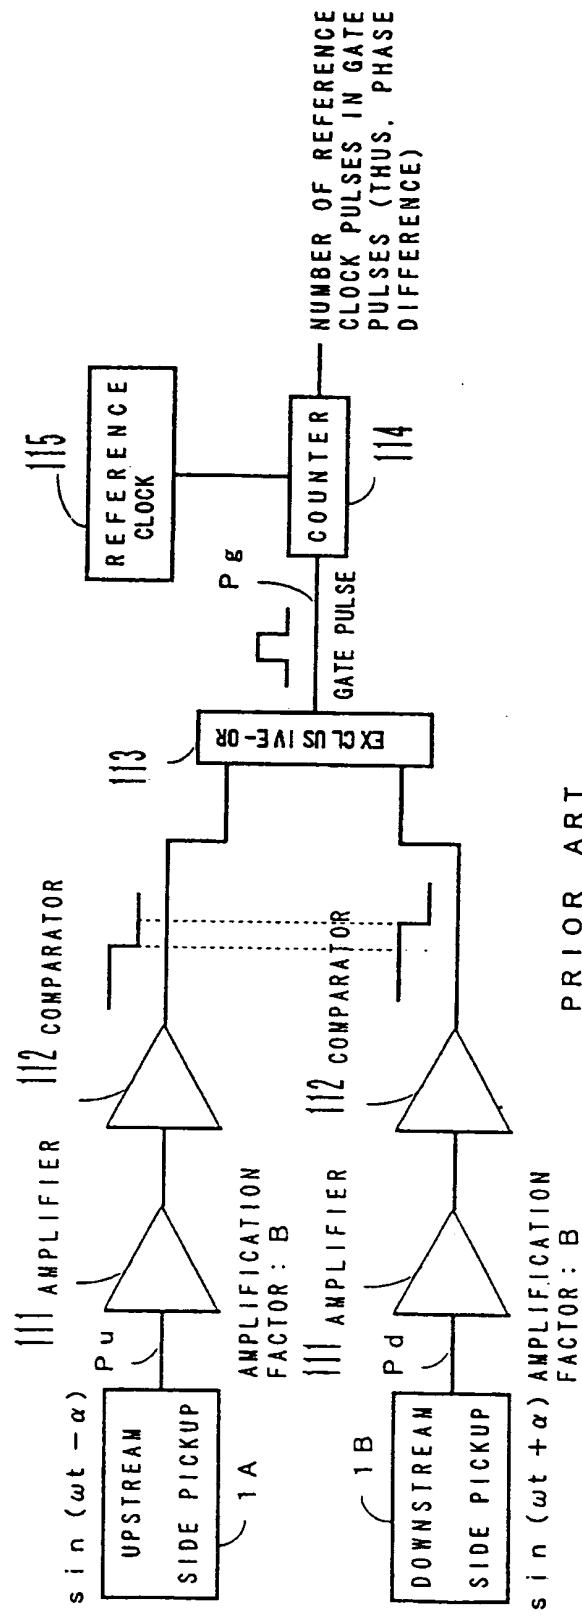 sin (ωt − α)
UPSTREAM
SIDE PICKUP
1A
Pu
111 AMPLIFIER
AMPLIFICATION
FACTOR: B
112 COMPARATOR
sin (ωt + α)
DOWNSTREAM
SIDE PICKUP
1B
Pd
111 AMPLIFIER
AMPLIFICATION
FACTOR: B
112 COMPARATOR
113
EXCLUSIVE-OR
GATE PULSE
Pg
115
REFERENCE
CLOCK
COUNTER
114
NUMBER OF REFERENCE
CLOCK PULSES IN GATE
PULSES (THUS, PHASE
DIFFERENCE)
PRIOR ART